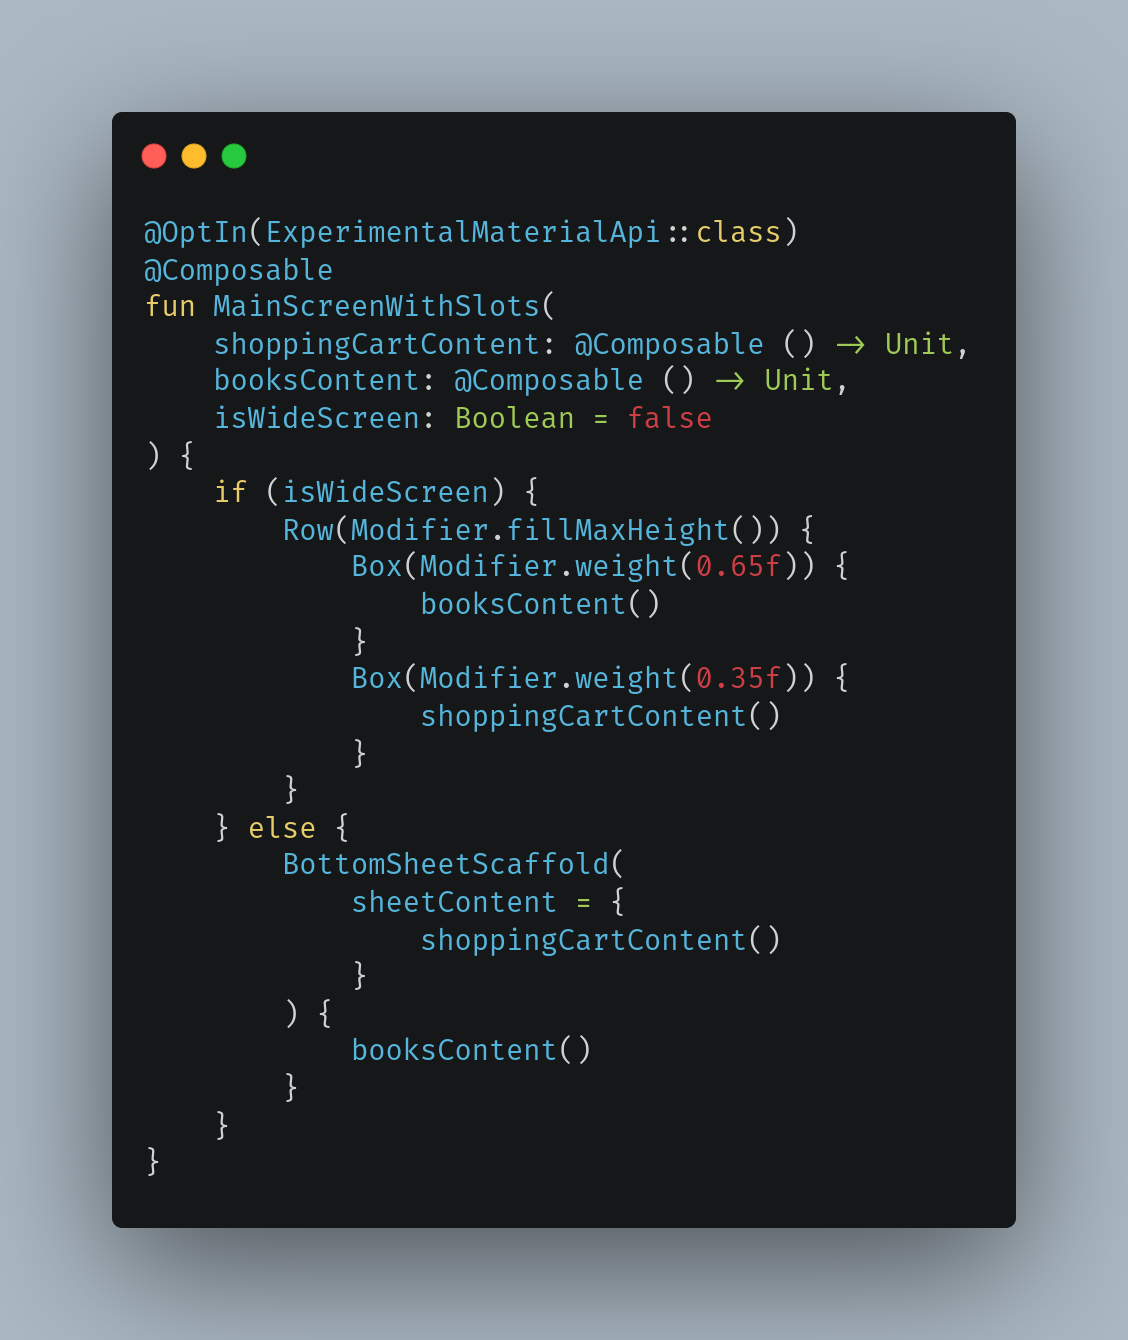 @OptIn(ExperimentalMaterialApi::class)
@Composable
fun MainScreenWithSlots(
    shoppingCartContent: @Composable () -> Unit,
    booksContent: @Composable () -> Unit,
    isWideScreen: Boolean = false
) {
    if (isWideScreen) {
        Row(Modifier.fillMaxHeight()) {
            Box(Modifier.weight(0.65f)) {
                booksContent()
            }
            Box(Modifier.weight(0.35f)) {
                shoppingCartContent()
            }
        }
    } else {
        BottomSheetScaffold(
            sheetContent = {
                shoppingCartContent()
            }
        ) {
            booksContent()
        }
    }
}